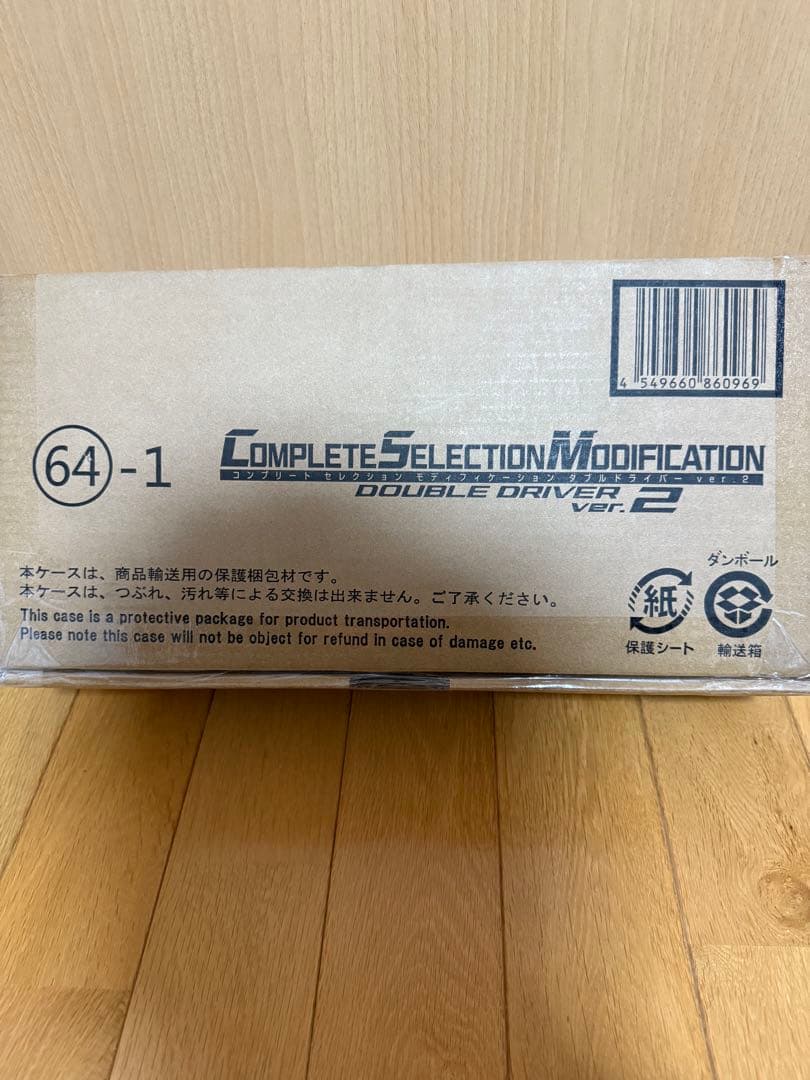 4 549660 860969
64-1
COMPLETE SELECTION MODIFICATION
コンプリート セレクション モディフィケーション ダブルドライバー ver.2
DOUBLE DRIVER
ver.2
本ケースは、商品輸送用の保護梱包材です。
本ケースは、つぶれ、汚れ等による交換は出来ません。ご了承ください。
This case is a protective package for product transportation.
Please note this case will not be object for refund in case of damage etc.
紙
保護シート
ダンボール
輸送箱